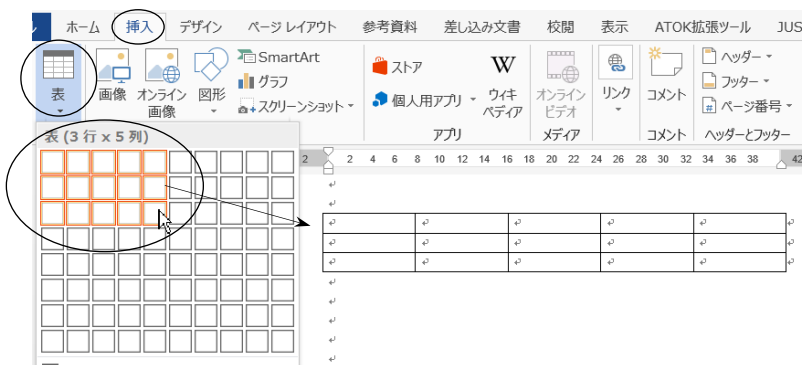 ホーム 挿入 デザイン ページ レイアウト 参考資料 差し込み文書 校閲 表示 ATOK拡張ツール JUS
表
画像
オンライン
画像
図形
SmartArt
グラフ
スクリーンショット
ストア
個人用アプリ
W
ウィキ
ペディア
アプリ
オンライン
ビデオ
メディア
リンク
コメント
コメント
ヘッダー
フッター
# ページ番号
ヘッダーとフッター
表 (3 行 x 5 列)
2 2 4 6 8 10 12 14 16 18 20 22 24 26 28 30 32 34 36 38 42